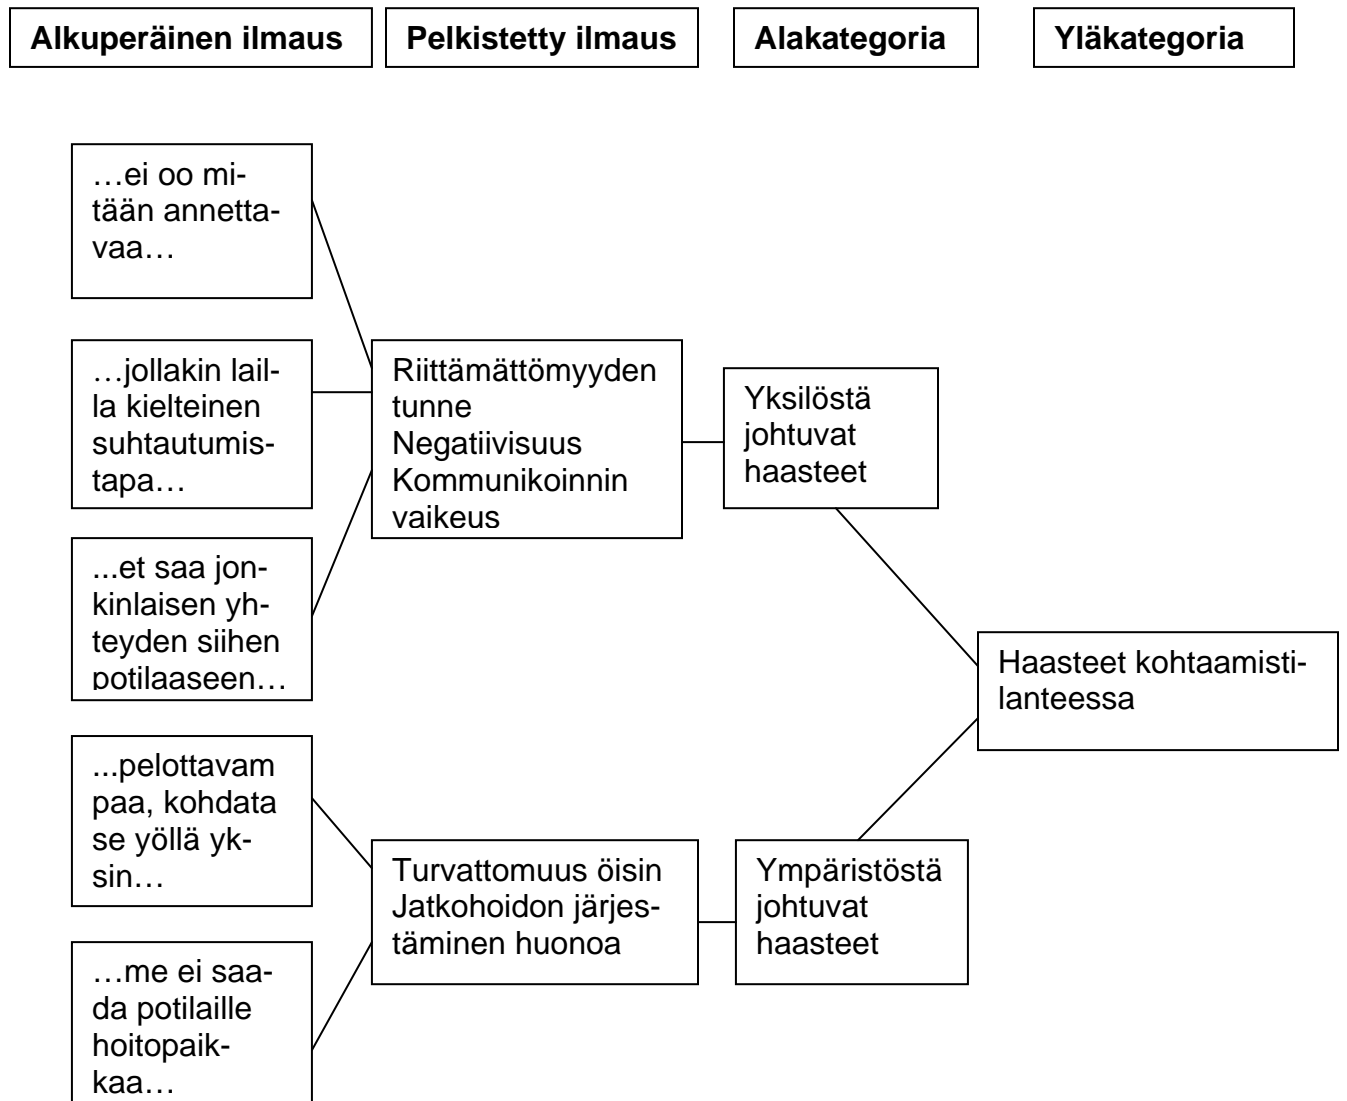 Alkuperäinen ilmaus
Pelkistetty ilmaus
Alakategoria
Yläkategoria
…ei oo mi-
tään annetta-
vaa…
…jollakin lail-
la kielteinen
suhtautumis-
tapa…
...et saa jon-
kinlaisen yh-
teyden siihen
potilaaseen…
...pelottavam
paa, kohdata
se yöllä yk-
sin…
…me ei saa-
da potilaille
hoitopaik-
kaa…
Riittämättömyyden
tunne
Negatiivisuus
Kommunikoinnin
vaikeus
Turvattomuus öisin
Jatkohoidon järjes-
täminen huonoa
Yksilöstä
johtuvat
haasteet
Ympäristöstä
johtuvat
haasteet
Haasteet kohtaamisti-
lanteessa